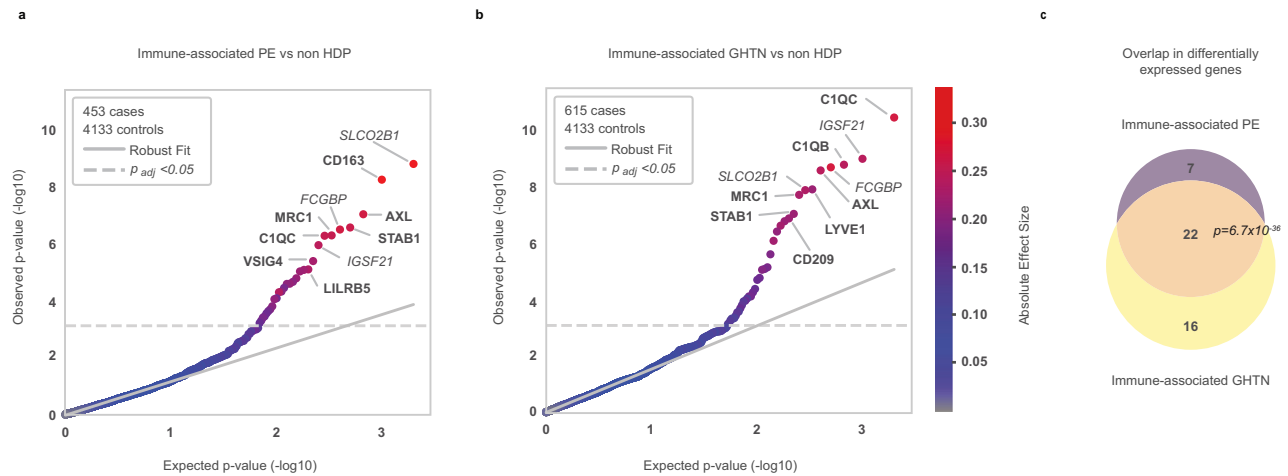 a
Immune-associated PE vs non HDP
453 cases
4133 controls
Robust Fit
p adj <0.05
SLCO2B1
CD163
FCGBP
MRC1
AXL
C1QC
STAB1
VSIG4
IGSF21
LILRB5
Observed p-value (-log10)
10
8
6
4
2
0
0
1
2
3
Expected p-value (-log10)
b
Immune-associated GHTN vs non HDP
615 cases
4133 controls
Robust Fit
p adj <0.05
C1QC
IGSF21
C1QB
SLCO2B1
FCGBP
MRC1
AXL
STAB1
LYVE1
CD209
Observed p-value (-log10)
10
8
6
4
2
0
0
1
2
3
Expected p-value (-log10)
Absolute Effect Size
0.30
0.25
0.20
0.15
0.10
0.05
c
Overlap in differentially
expressed genes
Immune-associated PE
7
22
p=6.7x10-36
16
Immune-associated GHTN